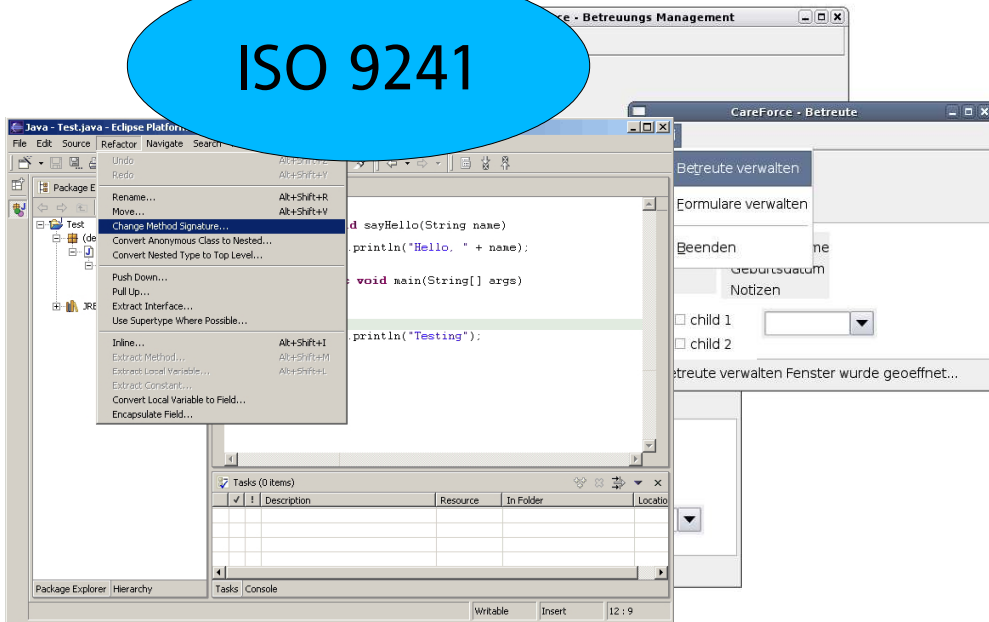 ISO 9241
- Betreuungs Management
CareForce - Betreute
Betreute verwalten
Formulare verwalten
Beenden
Geburtsdatum
Notizen
child 1
child 2
verwalten Fenster wurde geoeffnet...
Java - Test.java - Eclipse
File Edit Source Refactor Navigate
Undo Alt+Shift+Z
Redo Alt+Shift+Y
Rename... Alt+Shift+R
Move... Alt+Shift+V
Change Method Signature...
Convert Anonymous Class to Nested...
Convert Nested Type to Top Level...
Push Down...
Pull Up...
Extract Interface...
Use Supertype Where Possible...
Inline... Alt+Shift+I
Extract Method... Alt+Shift+M
Extract Local Variable... Alt+Shift+L
Extract Constant...
Convert Local Variable to Field...
Encapsulate Field...
Package
Test
sayHello(String name)
.println("Hello, " + name);
void main(String[] args)
.println("Testing");
Tasks (0 items)
! Description Resource In Folder Locatio
Package Explorer Hierarchy
Tasks Console
Writable Insert 12 : 9